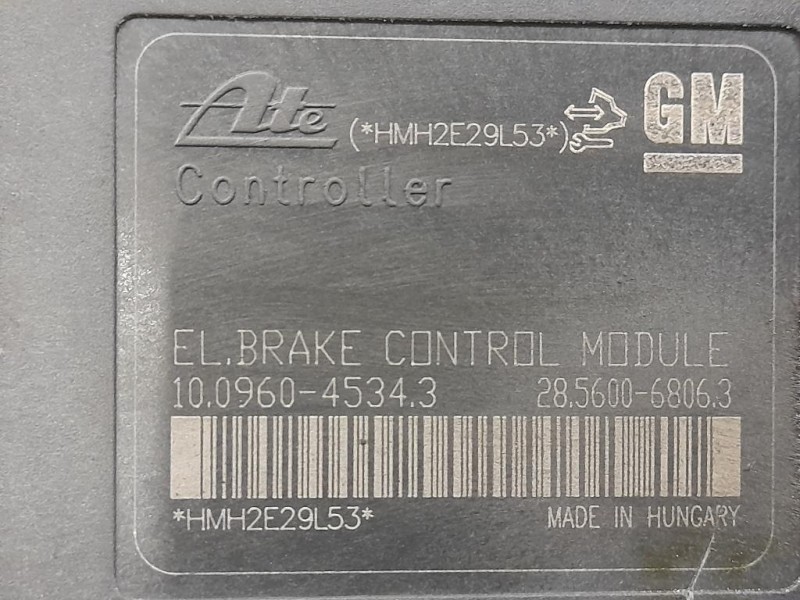 Ate (*HMH2E29L53*) GM
Controller
EL.BRAKE CONTROL MODULE
10.0960-4534.3 28.5600-6806.3
*HMH2E29L53* MADE IN HUNGARY